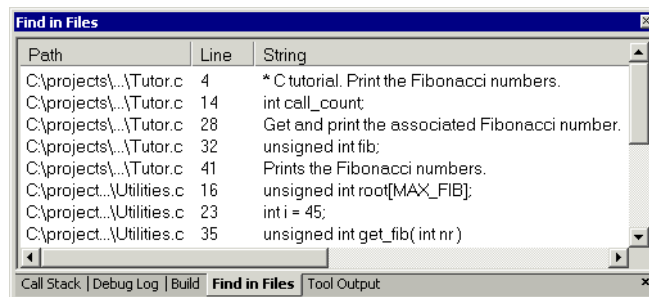 Find in Files
Path Line String
C:\projects\...\Tutor.c 4 * C tutorial. Print the Fibonacci numbers.
C:\projects\...\Tutor.c 14 int call_count;
C:\projects\...\Tutor.c 28 Get and print the associated Fibonacci number.
C:\projects\...\Tutor.c 32 unsigned int fib;
C:\projects\...\Tutor.c 41 Prints the Fibonacci numbers.
C:\project...\Utilities.c 16 unsigned int root[MAX_FIB];
C:\project...\Utilities.c 23 int i = 45;
C:\project...\Utilities.c 35 unsigned int get_fib( int nr )
Call Stack | Debug Log | Build Find in Files Tool Output